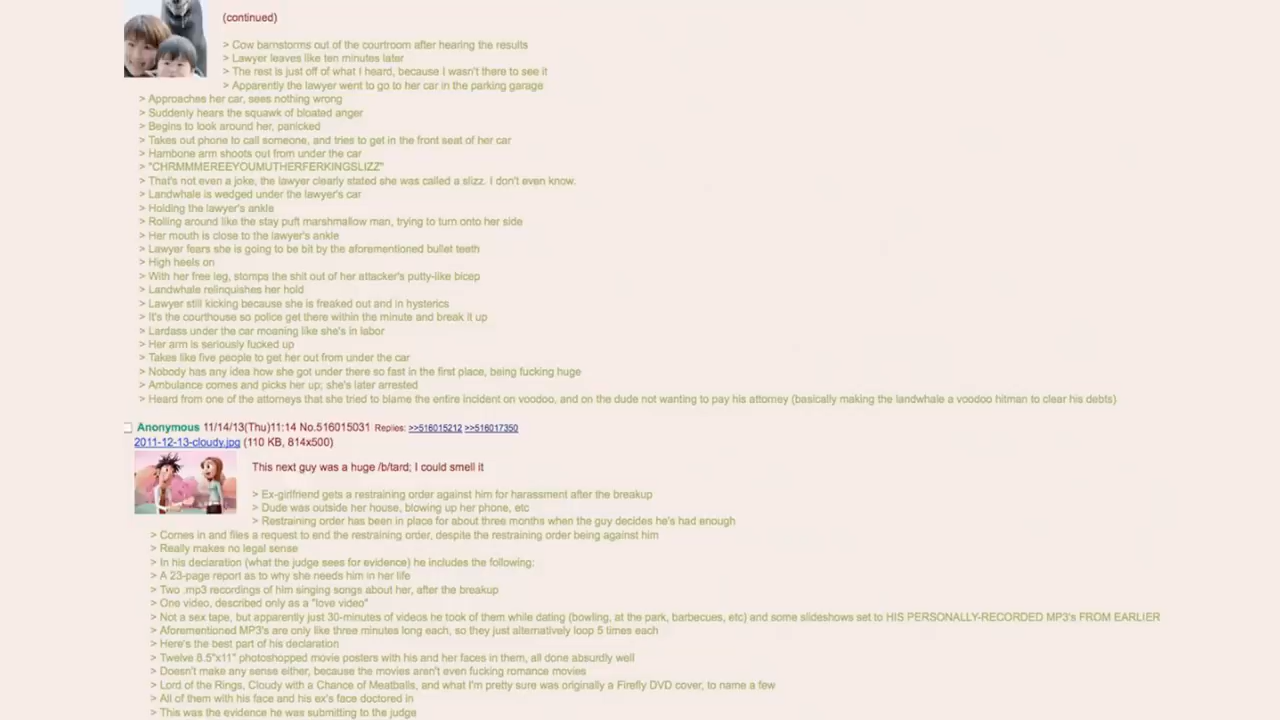 (continued)
> Cow barnstorms out of the courtroom after hearing the results
> Lawyer leaves like ten minutes later
> The rest is just off of what I heard, because I wasn't there to see it
> Apparently the lawyer went to go to her car in the parking garage
> Approaches her car, sees nothing wrong
> Suddenly hears the squawk of bloated anger
> Begins to look around her, panicked
> Takes out phone to call someone, and tries to get in the front seat of her car
> Hambone arm shoots out from under the car
> "CHRMMMEREEYOUMUTHERFERKINGSLIZZ"
> That's not even a joke, the lawyer clearly stated she was called a slizz. I don't even know.
> Landwhale is wedged under the lawyer's car
> Holding the lawyer's ankle
> Rolling around like the stay puft marshmallow man, trying to turn onto her side
> Her mouth is close to the lawyer's ankle
> Lawyer fears she is going to be bit by the aforementioned bullet teeth
> High heels on
> With her free leg, stomps the shit out of her attacker's putty-like bicep
> Landwhale relinquishes her hold
> Lawyer still kicking because she is freaked out and in hysterics
> It's the courthouse so police get there within the minute and break it up
> Lardass under the car moaning like she's in labor
> Her arm is seriously fucked up
> Takes like five people to get her out from under the car
> Nobody has any idea how she got under there so fast in the first place, being fucking huge
> Ambulance comes and picks her up; she's later arrested
> Heard from one of the attorneys that she tried to blame the entire incident on voodoo, and on the dude not wanting to pay his attorney (basically making the landwhale a voodoo hitman to clear his debts)
Anonymous 11/14/13(Thu)11:14 No.516015031 Replies: >>516015212 >>516017350
2011-12-13-cloudy.jpg (110 KB, 814x500)
This next guy was a huge /b/tard; I could smell it
> Ex-girlfriend gets a restraining order against him for harassment after the breakup
> Dude was outside her house, blowing up her phone, etc
> Restraining order has been in place for about three months when the guy decides he's had enough
> Comes in and files a request to end the restraining order, despite the restraining order being against him
> Really makes no legal sense
> In his declaration (what the judge sees for evidence) he includes the following:
> A 23-page report as to why she needs him in her life
> Two .mp3 recordings of him singing songs about her, after the breakup
> One video, described only as a "love video"
> Not a sex tape, but apparently just 30-minutes of videos he took of them while dating (bowling, at the park, barbecues, etc) and some slideshows set to HIS PERSONALLY-RECORDED MP3's FROM EARLIER
> Aforementioned MP3's are only like three minutes long each, so they just alternatively loop 5 times each
> Here's the best part of his declaration
> Twelve 8.5"x11" photoshopped movie posters with his and her faces in them, all done absurdly well
> Doesn't make any sense either, because the movies aren't even fucking romance movies
> Lord of the Rings, Cloudy with a Chance of Meatballs, and what I'm pretty sure was originally a Firefly DVD cover, to name a few
> All of them with his face and his ex's face doctored in
> This was the evidence he was submitting to the judge